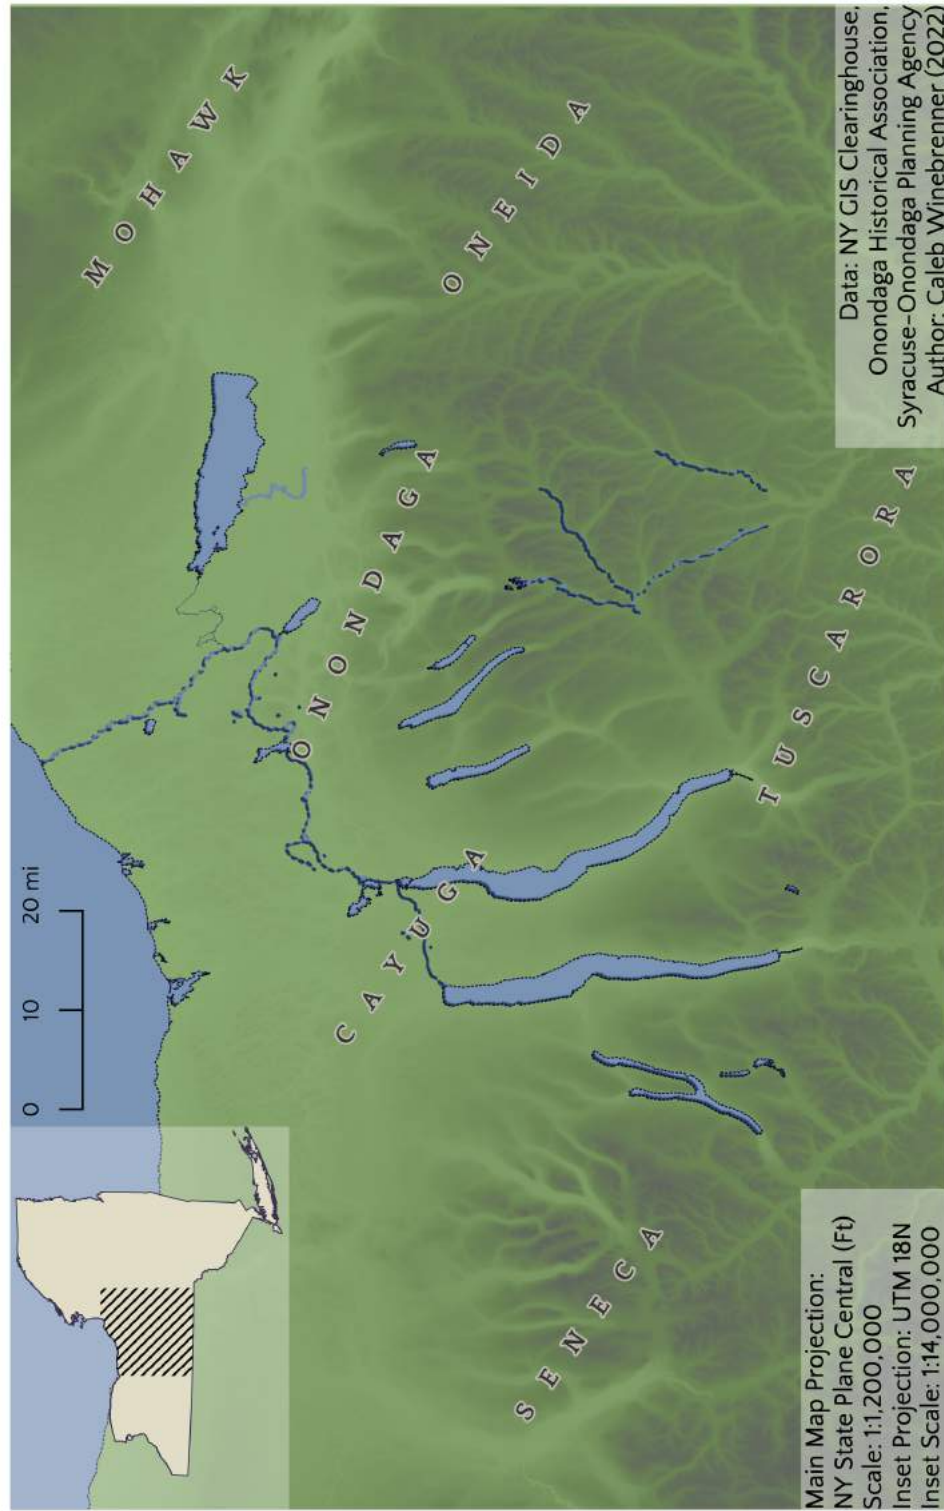 0 10 20 mi
MOHAWK
ONEIDA
ONONDAGA
CAYUGA
TUSCARORA
SENECA
Main Map Projection:
NY State Plane Central (Ft)
Scale: 1:1,200,000
Inset Projection: UTM 18N
Inset Scale: 1:14,000,000
Data: NY GIS Clearinghouse,
Onondaga Historical Association,
Syracuse-Onondaga Planning Agency
Author: Caleb Winebrenner (2022)